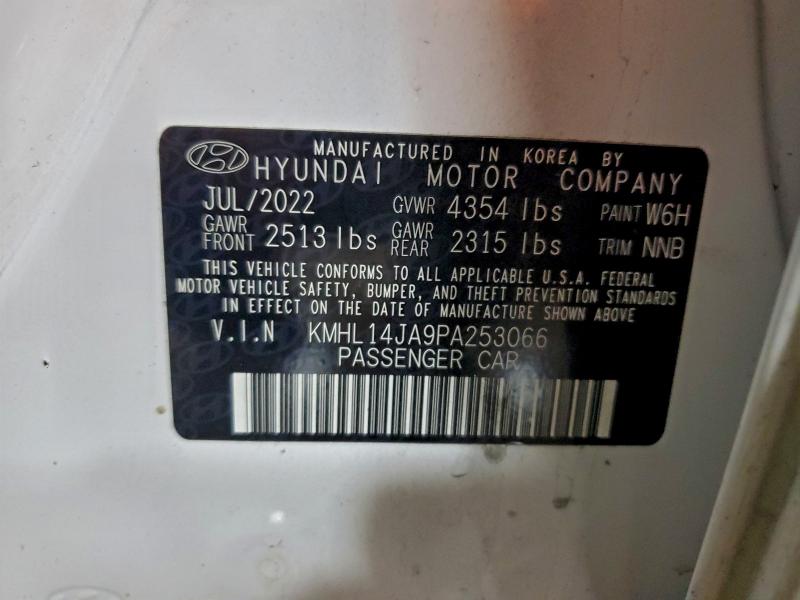 MANUFACTURED IN KOREA BY
HYUNDAI MOTOR COMPANY
JUL/2022 GVWR 4354 lbs PAINT W6H
GAWR FRONT 2513 lbs GAWR REAR 2315 lbs TRIM NNB
THIS VEHICLE CONFORMS TO ALL APPLICABLE U.S.A. FEDERAL
MOTOR VEHICLE SAFETY, BUMPER, AND THEFT PREVENTION STANDARDS
IN EFFECT ON THE DATE OF MANUFACTURE SHOWN ABOVE
V.I.N KMHL14JA9PA253066
PASSENGER CAR